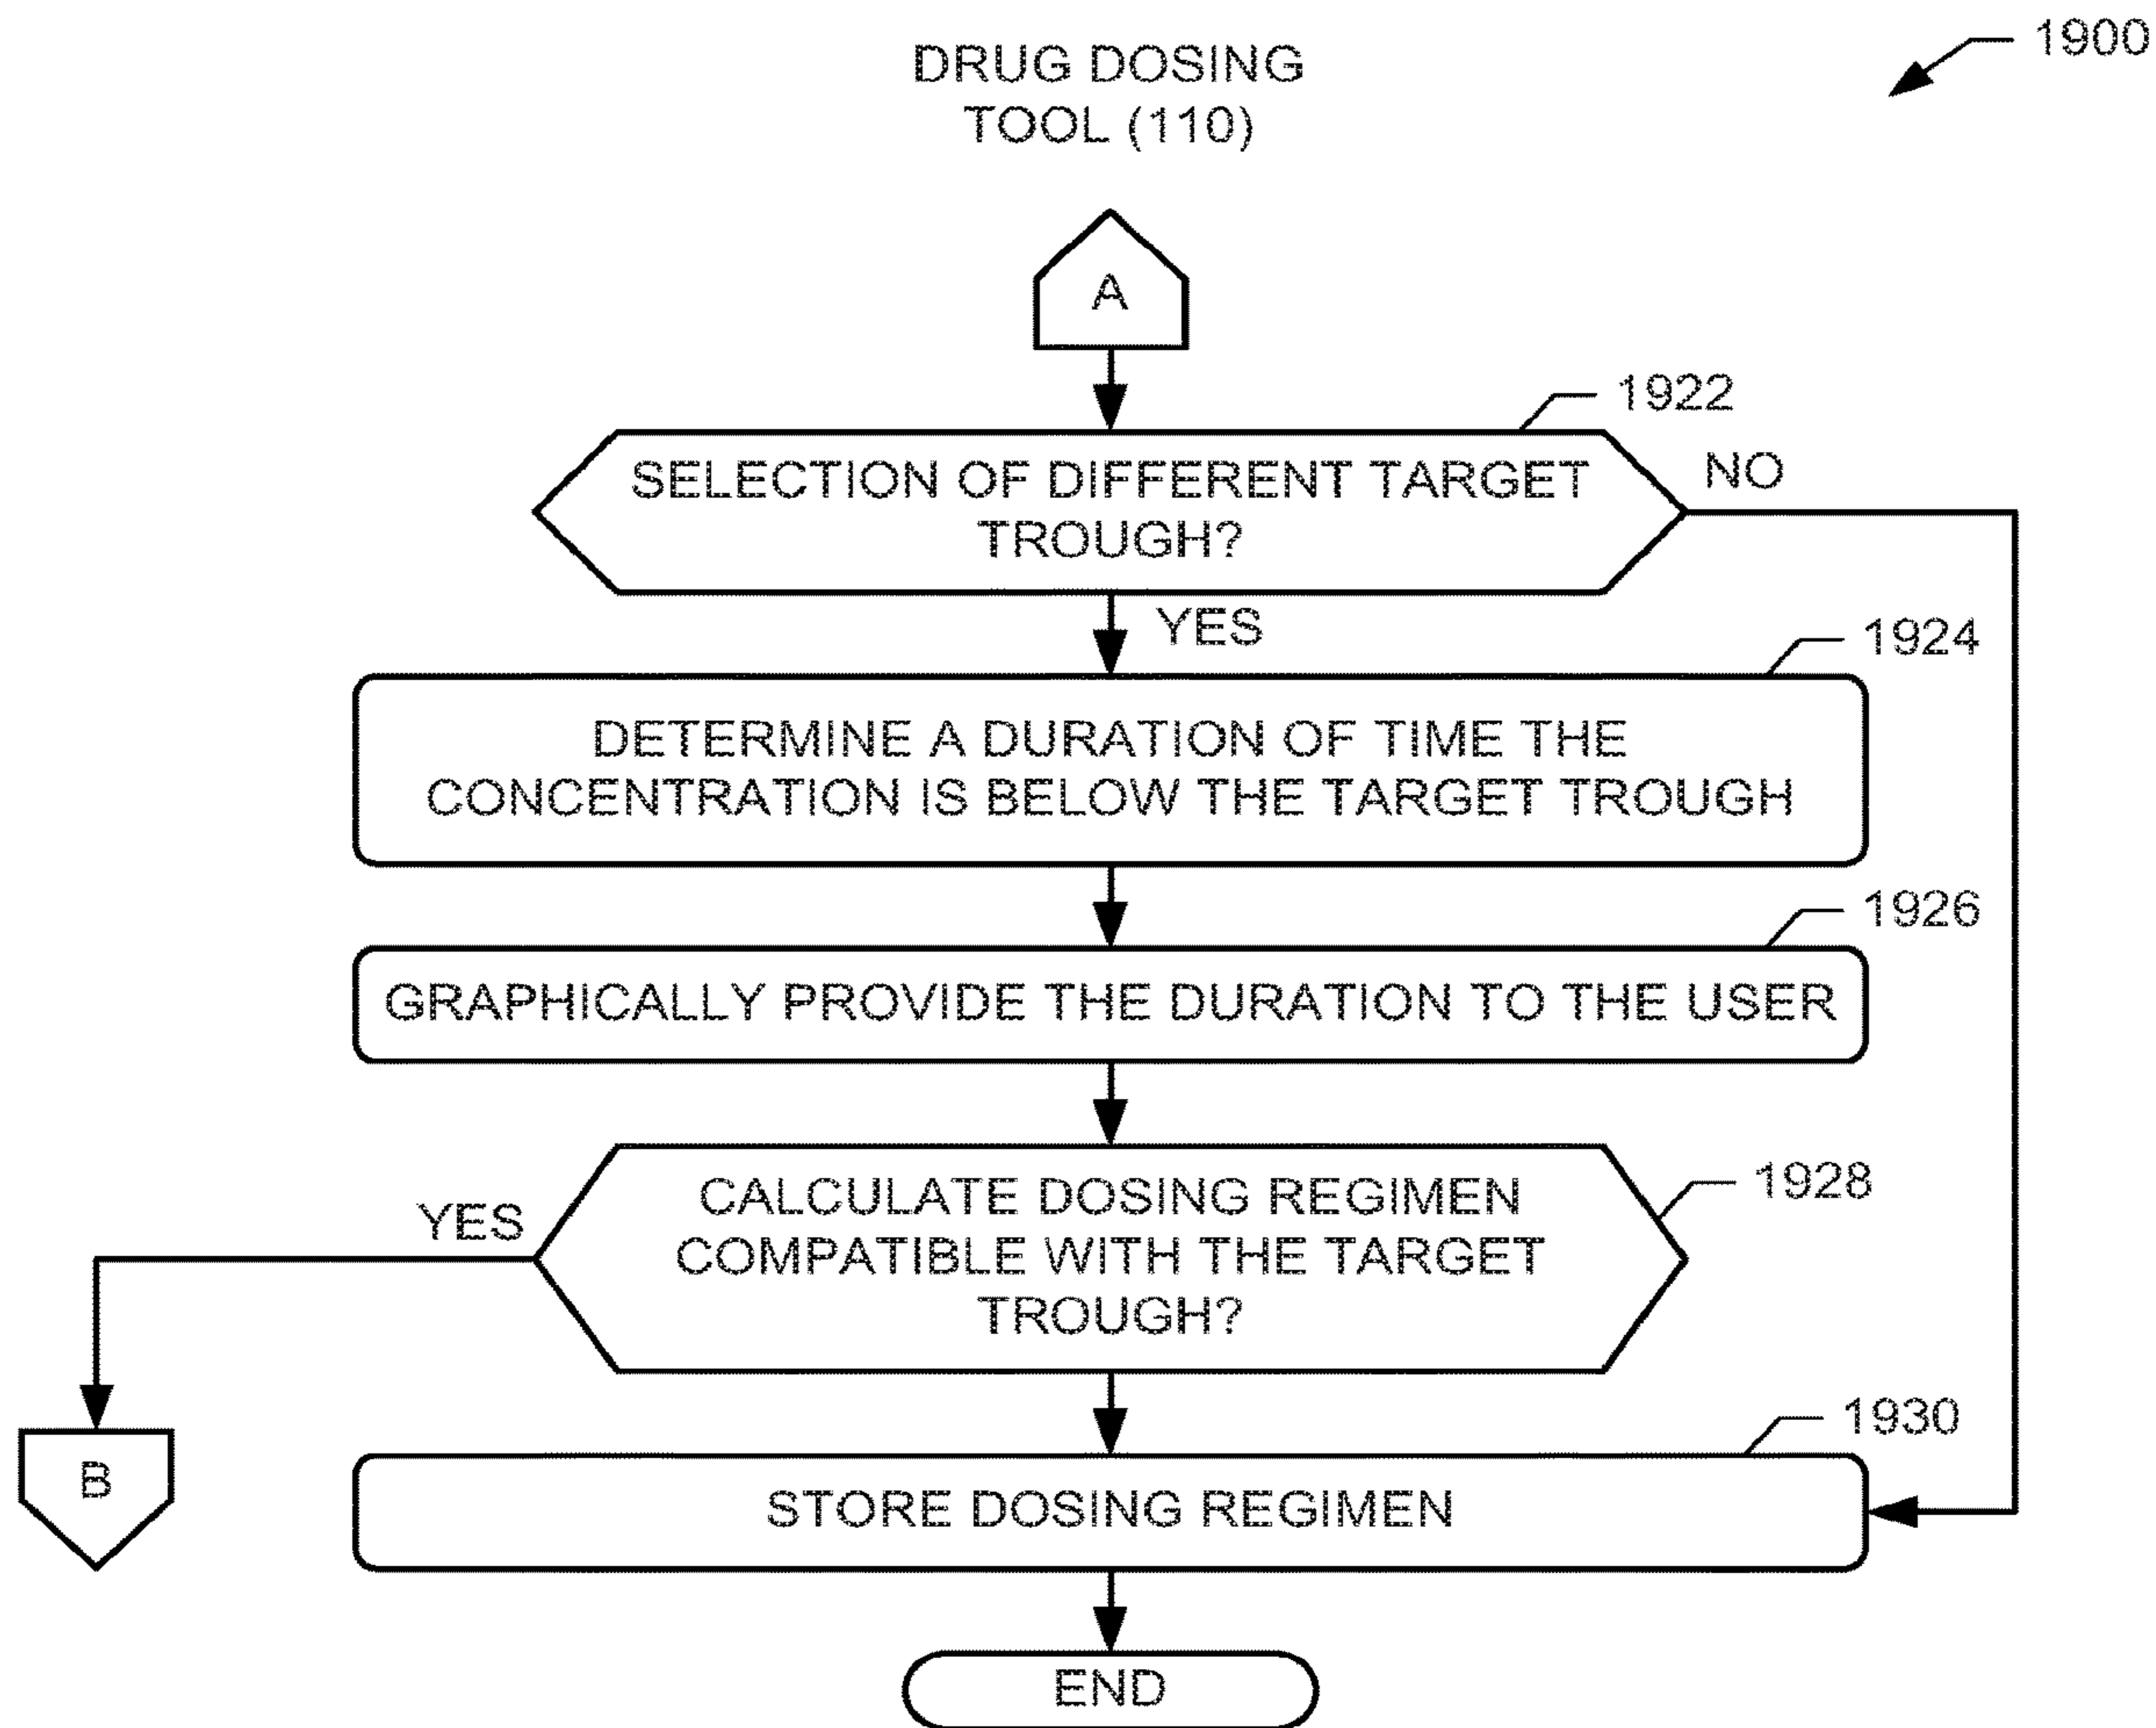 1900
DRUG DOSING
TOOL (110)
A
1922
SELECTION OF DIFFERENT TARGET
TROUGH?
NO
YES
1924
DETERMINE A DURATION OF TIME THE
CONCENTRATION IS BELOW THE TARGET TROUGH
1926
GRAPHICALLY PROVIDE THE DURATION TO THE USER
1928
YES
CALCULATE DOSING REGIMEN
COMPATIBLE WITH THE TARGET
TROUGH?
1930
B
STORE DOSING REGIMEN
END